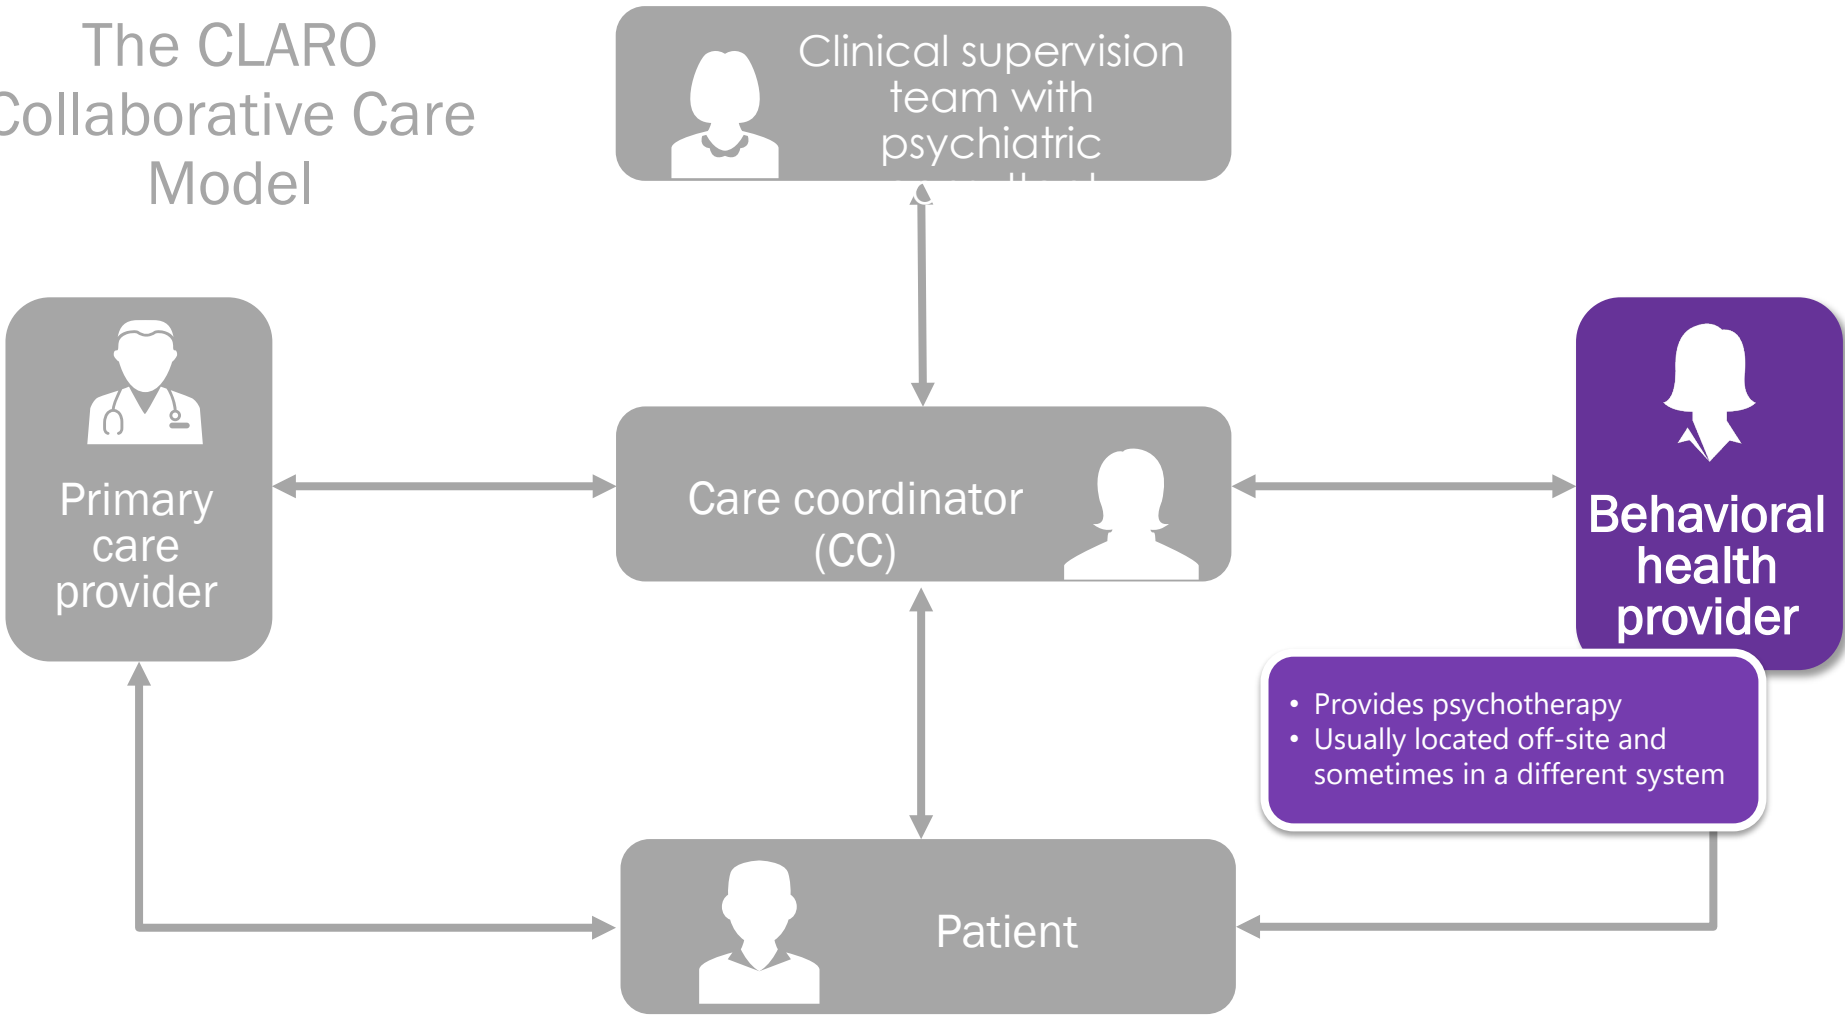 The CLARO
Collaborative Care
Model
Clinical supervision
team with
psychiatric
Primary
care
provider
Care coordinator
(CC)
Behavioral
health
provider
• Provides psychotherapy
• Usually located off-site and
sometimes in a different system
Patient